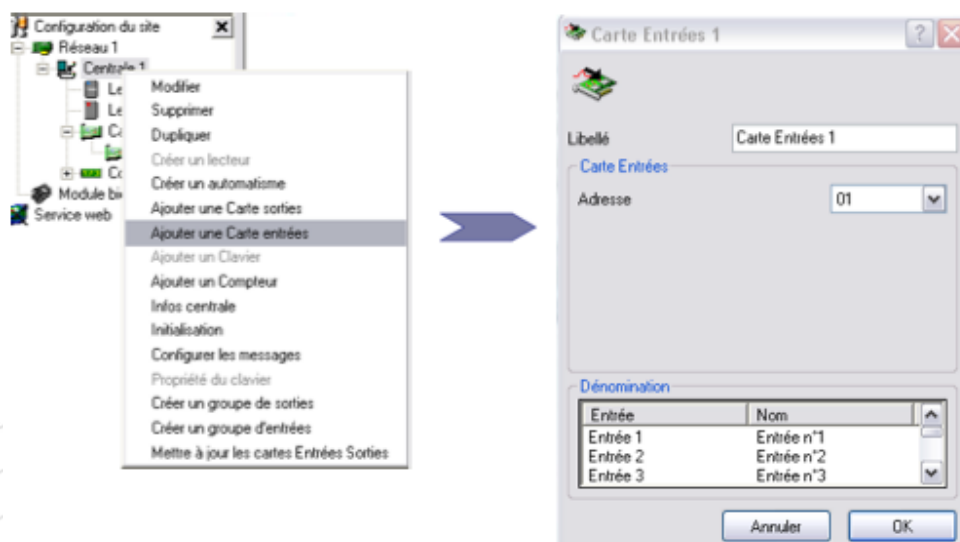 Configuration du site
Réseau 1
Centrale 1
Le
Le
Ca
Co
Module bi
Service web
Modifier
Supprimer
Dupliquer
Créer un lecteur
Créer un automatisme
Ajouter une Carte sorties
Ajouter une Carte entrées
Ajouter un Clavier
Ajouter un Compteur
Infos centrale
Initialisation
Configurer les messages
Propriété du clavier
Créer un groupe de sorties
Créer un groupe d'entrées
Mettre à jour les cartes Entrées Sorties
Carte Entrées 1
Libellé Carte Entrées 1
Carte Entrées
Adresse 01
Dénomination
Entrée Nom
Entrée 1 Entrée n°1
Entrée 2 Entrée n°2
Entrée 3 Entrée n°3
Annuler OK